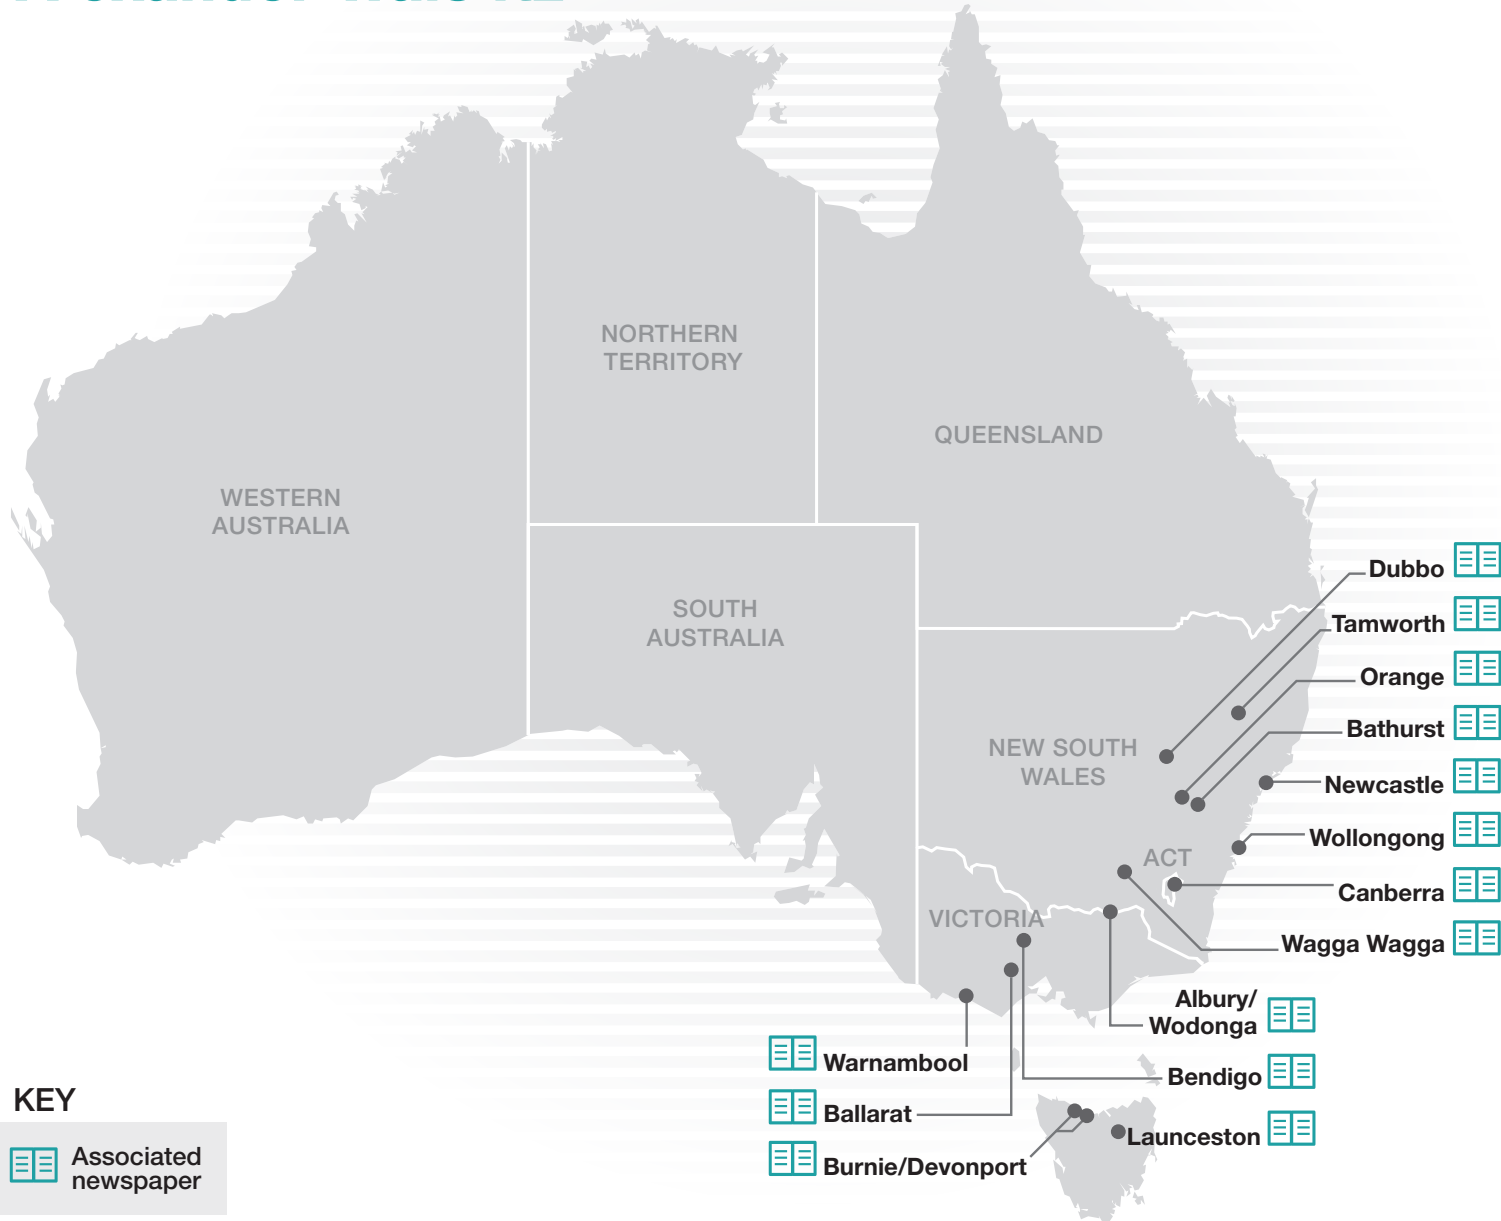 NORTHERN
TERRITORY
QUEENSLAND
WESTERN
AUSTRALIA
SOUTH
AUSTRALIA
NEW SOUTH
WALES
ACT
VICTORIA
Dubbo
Tamworth
Orange
Bathurst
Newcastle
Wollongong
Canberra
Wagga Wagga
Albury/
Wodonga
Bendigo
Launceston
Warnambool
Ballarat
Burnie/Devonport
KEY
Associated
newspaper